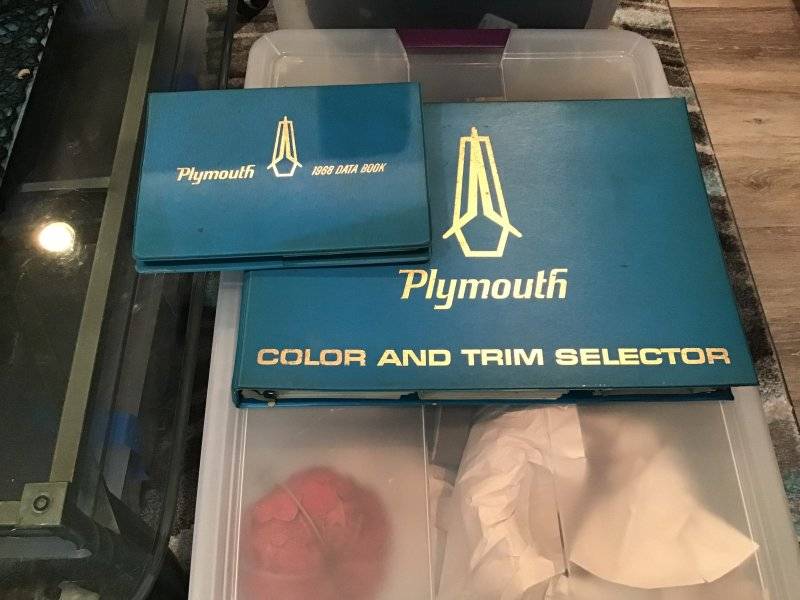 Plymouth 1968 DATA BOOK
Plymouth
COLOR AND TRIM SELECTOR